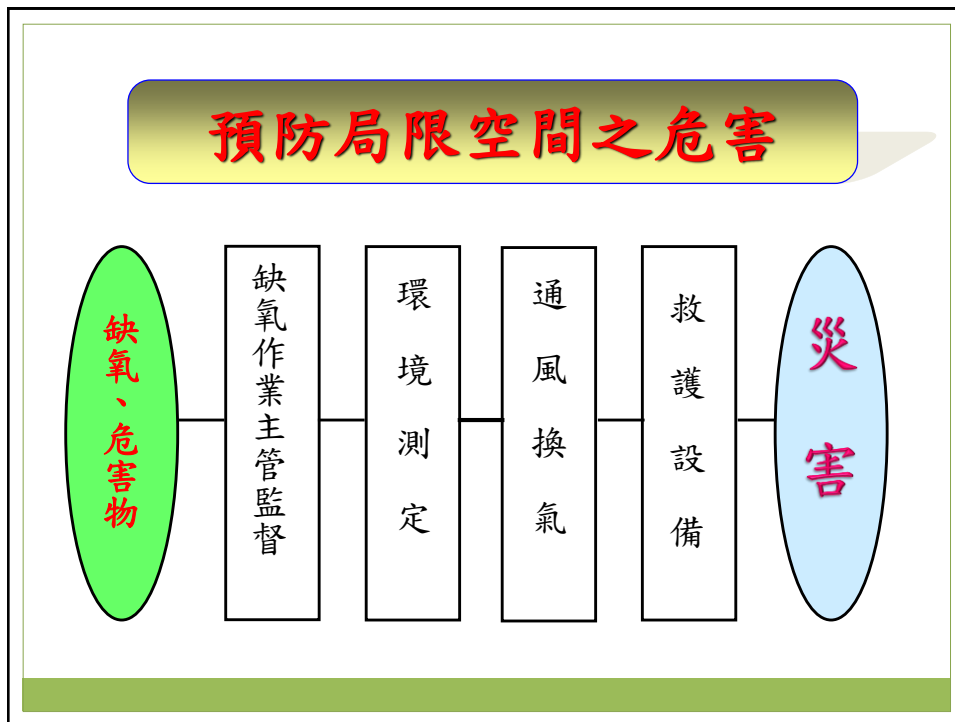 預防局限空間之危害
缺氧、危害物
缺氧作業主管監督
環境測定
通風換氣
救護設備
災害